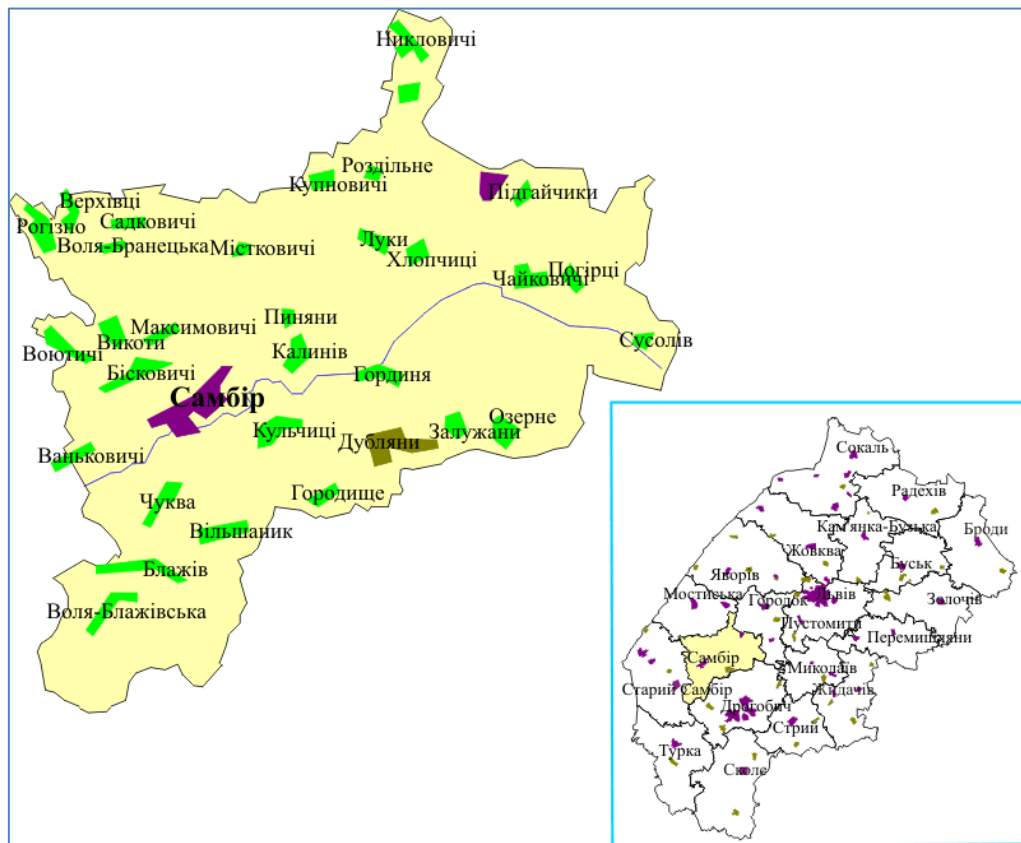 Никловичі
Роздільне
Купновичі
Підгайчики
Верхівці
Рогізно
Садковичі
Воля-Бранецька
Містковичі
Луки
Хлопчиці
Чайковичі
Погірці
Пиняни
Максимовичі
Викоти
Воютичі
Калинів
Сусолів
Бісковичі
Гординя
Самбір
Озерне
Кульчиці
Дубляни
Залужани
Ваньковичі
Чуква
Городище
Вільшаник
Блажів
Воля-Блажівська
Сокаль
Радехів
Кам'янка-Бузька
Броди
Жовква
Буськ
Яворів
Мостиська
Городок
Львів
Золочів
Пустомити
Перемишляни
Самбір
Миколаїв
Старий Самбір
Жидачів
Дрогобич
Стрий
Турка
Сколе